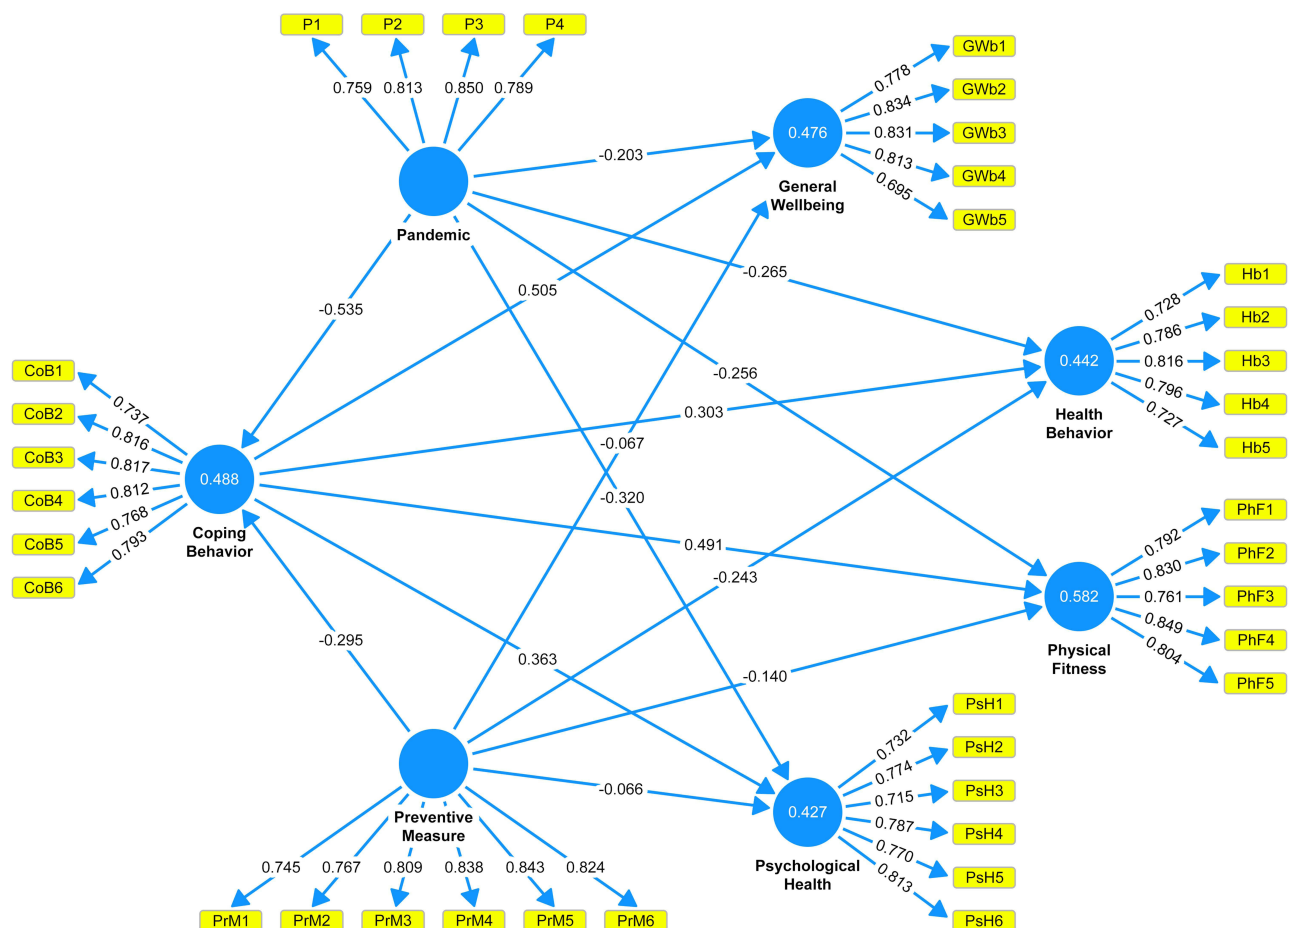 P1 P2 P3 P4
0.759 0.813 0.850 0.789
Pandemic
GWb1
GWb2
GWb3
GWb4
GWb5
0.778
0.834
0.831
0.813
0.695
0.476
General
Wellbeing
-0.203
-0.265
-0.535
0.505
-0.256
0.303
-0.067
-0.320
0.491
-0.243
-0.295
0.363
-0.140
-0.066
Hb1
Hb2
Hb3
Hb4
Hb5
0.728
0.786
0.816
0.796
0.727
0.442
Health
Behavior
CoB1
CoB2
CoB3
CoB4
CoB5
CoB6
0.737
0.816
0.817
0.812
0.768
0.793
0.488
Coping
Behavior
PhF1
PhF2
PhF3
PhF4
PhF5
0.792
0.830
0.761
0.849
0.804
0.582
Physical
Fitness
PsH1
PsH2
PsH3
PsH4
PsH5
PsH6
0.732
0.774
0.715
0.787
0.770
0.813
0.427
Psychological
Health
Preventive
Measure
0.745 0.767 0.809 0.838 0.843 0.824
PrM1 PrM2 PrM3 PrM4 PrM5 PrM6